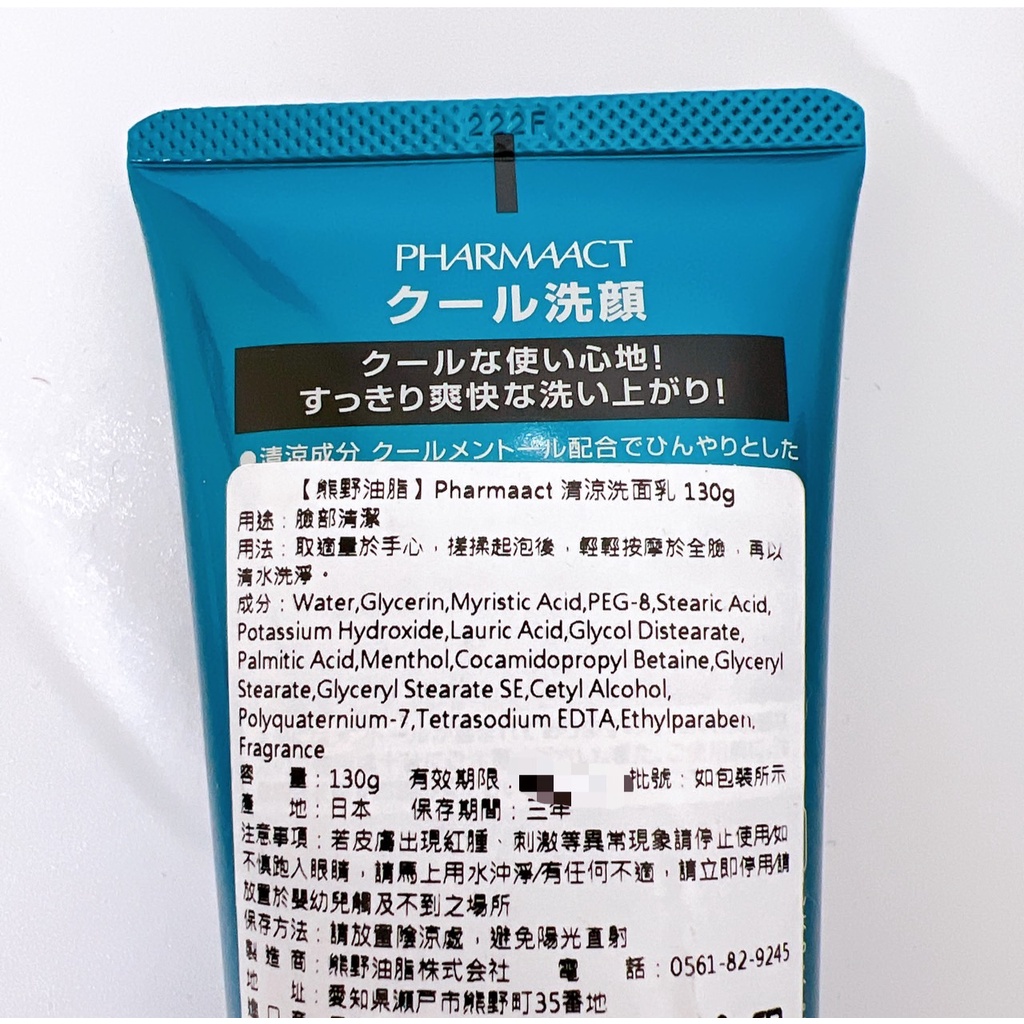 222F
PHARMAACT
クール洗顔
クールな使い心地!
すっきり爽快な洗い上がり!
●清涼成分 クールメントール配合でひんやりとした
【熊野油脂】Pharmaact 清涼洗面乳 130g
用途:臉部清潔
用法:取適量於手心,搓揉起泡後,輕輕按摩於全臉,再以
清水洗淨。
成分:Water,Glycerin,Myristic Acid,PEG-8,Stearic Acid,
Potassium Hydroxide,Lauric Acid,Glycol Distearate,
Palmitic Acid,Menthol,Cocamidopropyl Betaine,Glyceryl
Stearate,Glyceryl Stearate SE,Cetyl Alcohol,
Polyquaternium-7,Tetrasodium EDTA,Ethylparaben,
Fragrance
容 量:130g 有效期限: 批號:如包裝所示
產 地:日本 保存期間:三年
注意事項:若皮膚出現紅腫、刺激等異常現象請停止使用/如
不慎跑入眼睛,請馬上用水沖淨/有任何不適,請立即停用/請
放置於嬰幼兒觸及不到之場所
保存方法:請放置陰涼處,避免陽光直射
製造商:熊野油脂株式会社 電 話:0561-82-9245
地 址:愛知県瀬戸市熊野町35番地